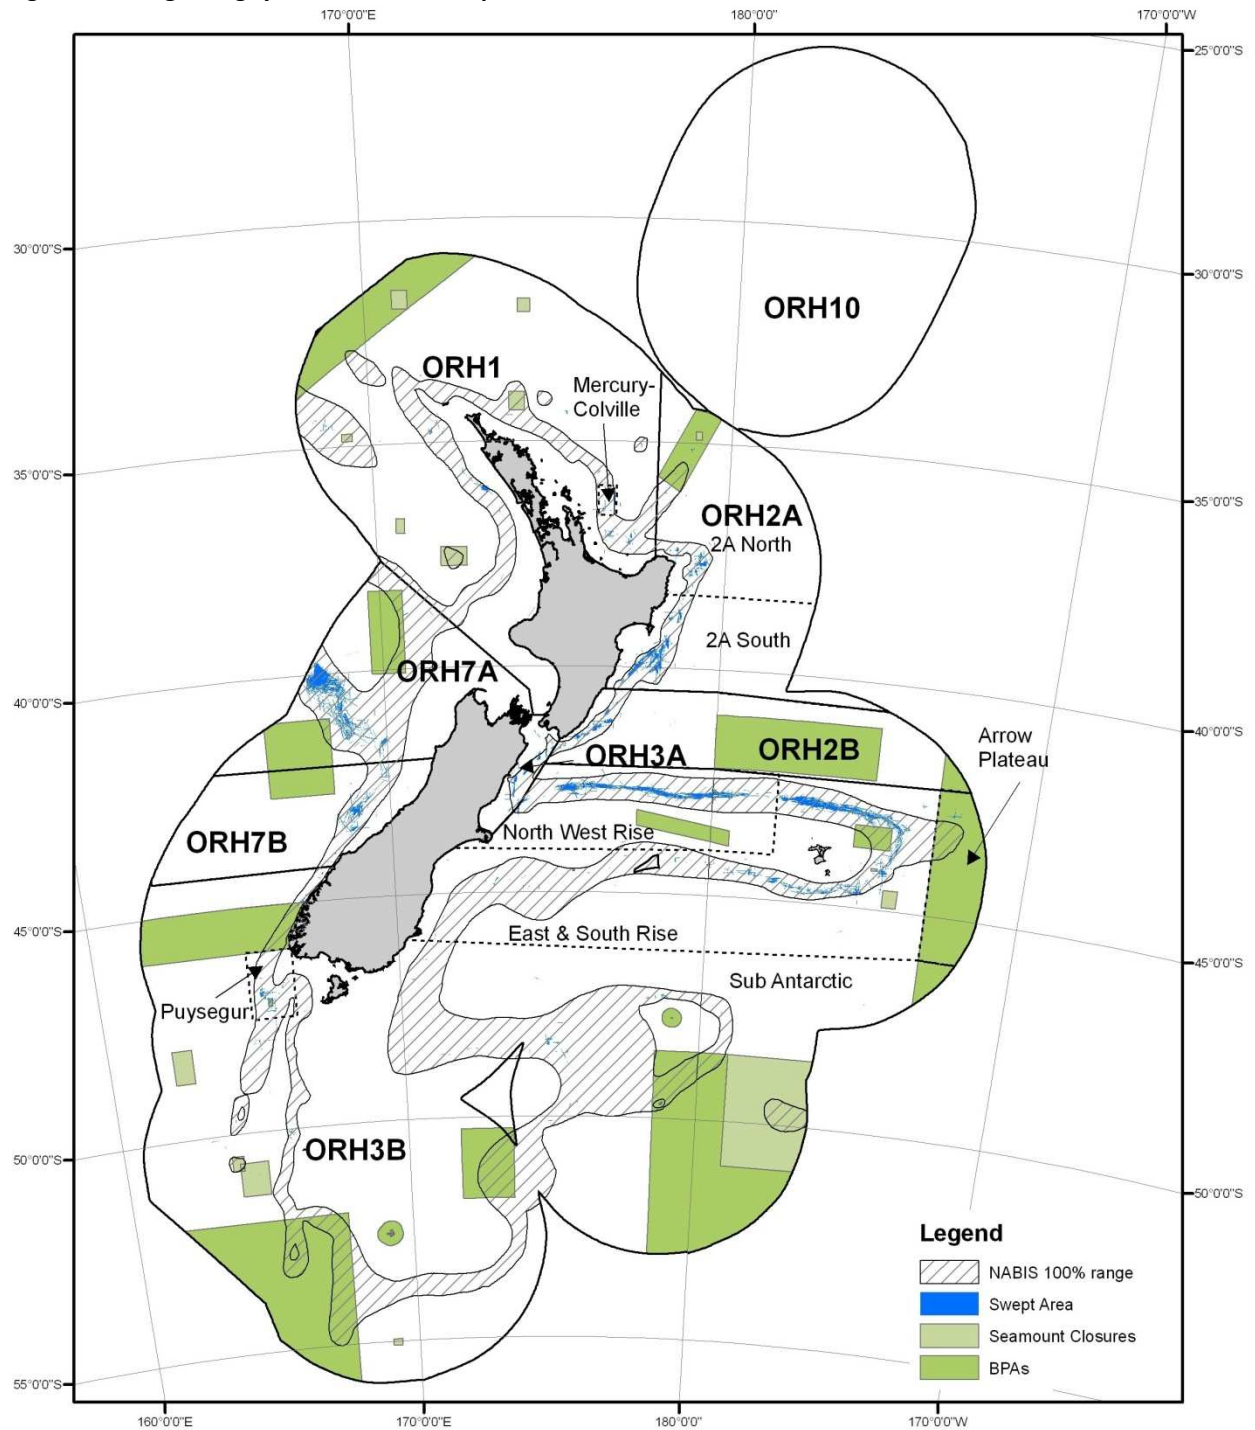 170°0'0"E
180°0'0"
170°0'0"W
25°0'0"S
30°0'0"S
30°0'0"S
ORH10
ORH1
Mercury-
Colville
35°0'0"S
35°0'0"S
ORH2A
2A North
2A South
ORH7A
40°0'0"S
40°0'0"S
ORH2B
Arrow
Plateau
ORH3A
ORH7B
North West Rise
45°0'0"S
45°0'0"S
East & South Rise
Sub Antarctic
Puysegur
ORH3B
50°0'0"S
50°0'0"S
Legend
NABIS 100% range
Swept Area
Seamount Closures
BPAs
55°0'0"S
160°0'0"E
170°0'0"E
180°0'0"
170°0'0"W